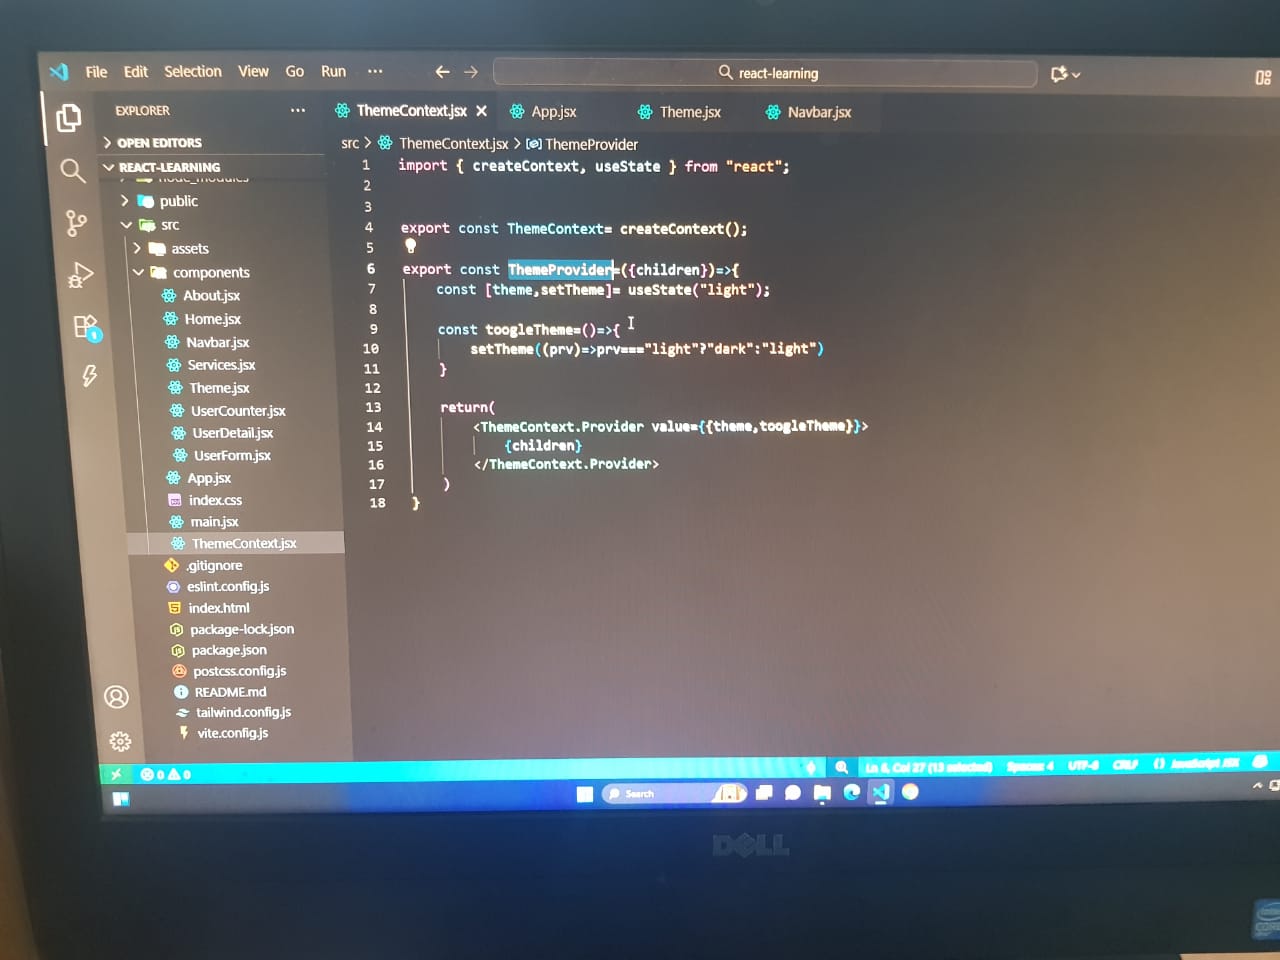 File Edit Selection View Go Run ... react-learning
EXPLORER ...
OPEN EDITORS
REACT-LEARNING
node_modules
public
src
assets
components
About.jsx
Home.jsx
Navbar.jsx
Services.jsx
Theme.jsx
UserCounter.jsx
UserDetail.jsx
UserForm.jsx
App.jsx
index.css
main.jsx
ThemeContext.jsx
.gitignore
eslint.config.js
index.html
package-lock.json
package.json
postcss.config.js
README.md
tailwind.config.js
vite.config.js
ThemeContext.jsx App.jsx Theme.jsx Navbar.jsx
src > ThemeContext.jsx > ThemeProvider
1 import { createContext, useState } from "react";
2
3
4 export const ThemeContext= createContext();
5
6 export const ThemeProvider=({children})=>{
7 const [theme,setTheme]= useState("light");
8
9 const toogleTheme=()=>{
10 setTheme((prv)=>prv==="light"?"dark":"light")
11 }
12
13 return(
14 <ThemeContext.Provider value={{theme,toogleTheme}}>
15 {children}
16 </ThemeContext.Provider>
17 )
18 }
0 0 Ln 6, Col 27 (13 selected) Spaces: 4 UTF-8 CRLF {} JavaScript JSX
Search
DELL
intel
CORE